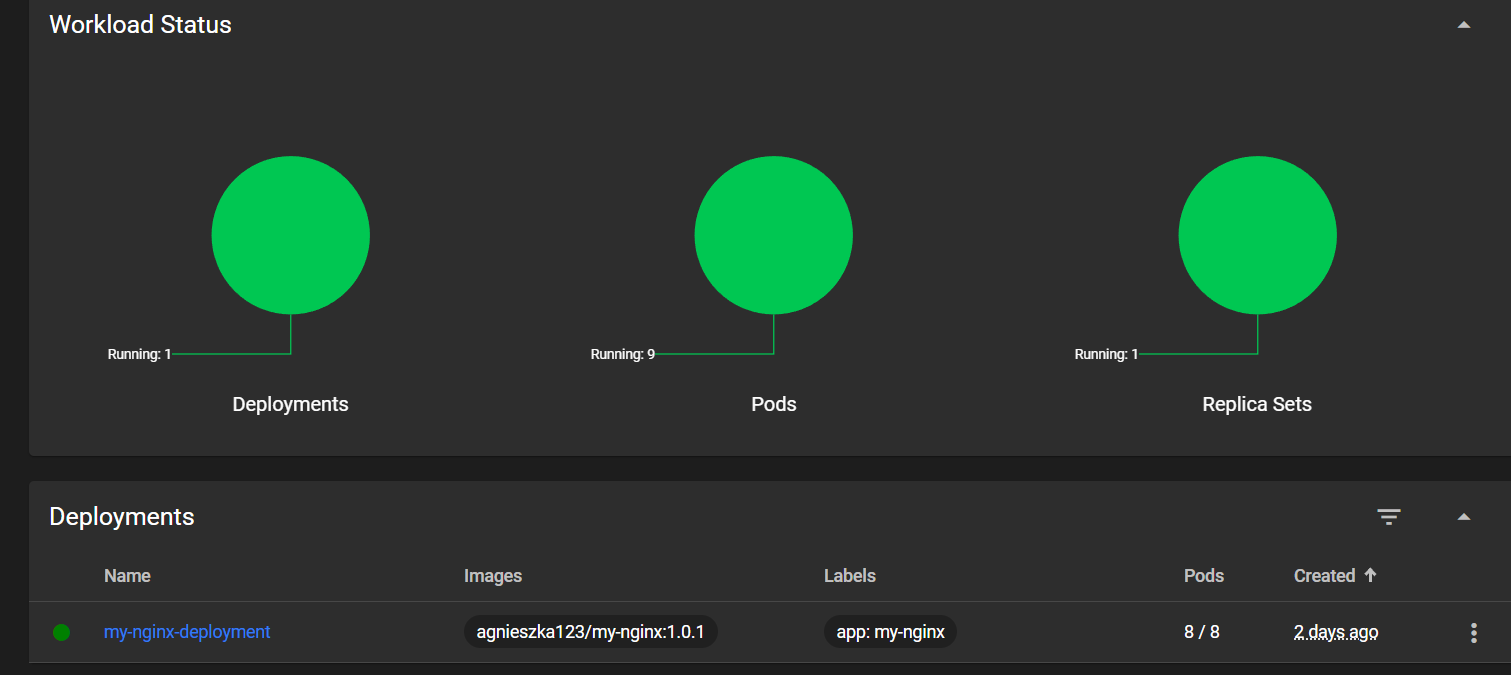 Workload Status
Running: 1
Running: 9
Running: 1
Deployments
Pods
Replica Sets
Deployments
Name Images Labels Pods Created
my-nginx-deployment agnieszka123/my-nginx:1.0.1 app: my-nginx 8 / 8 2 days ago